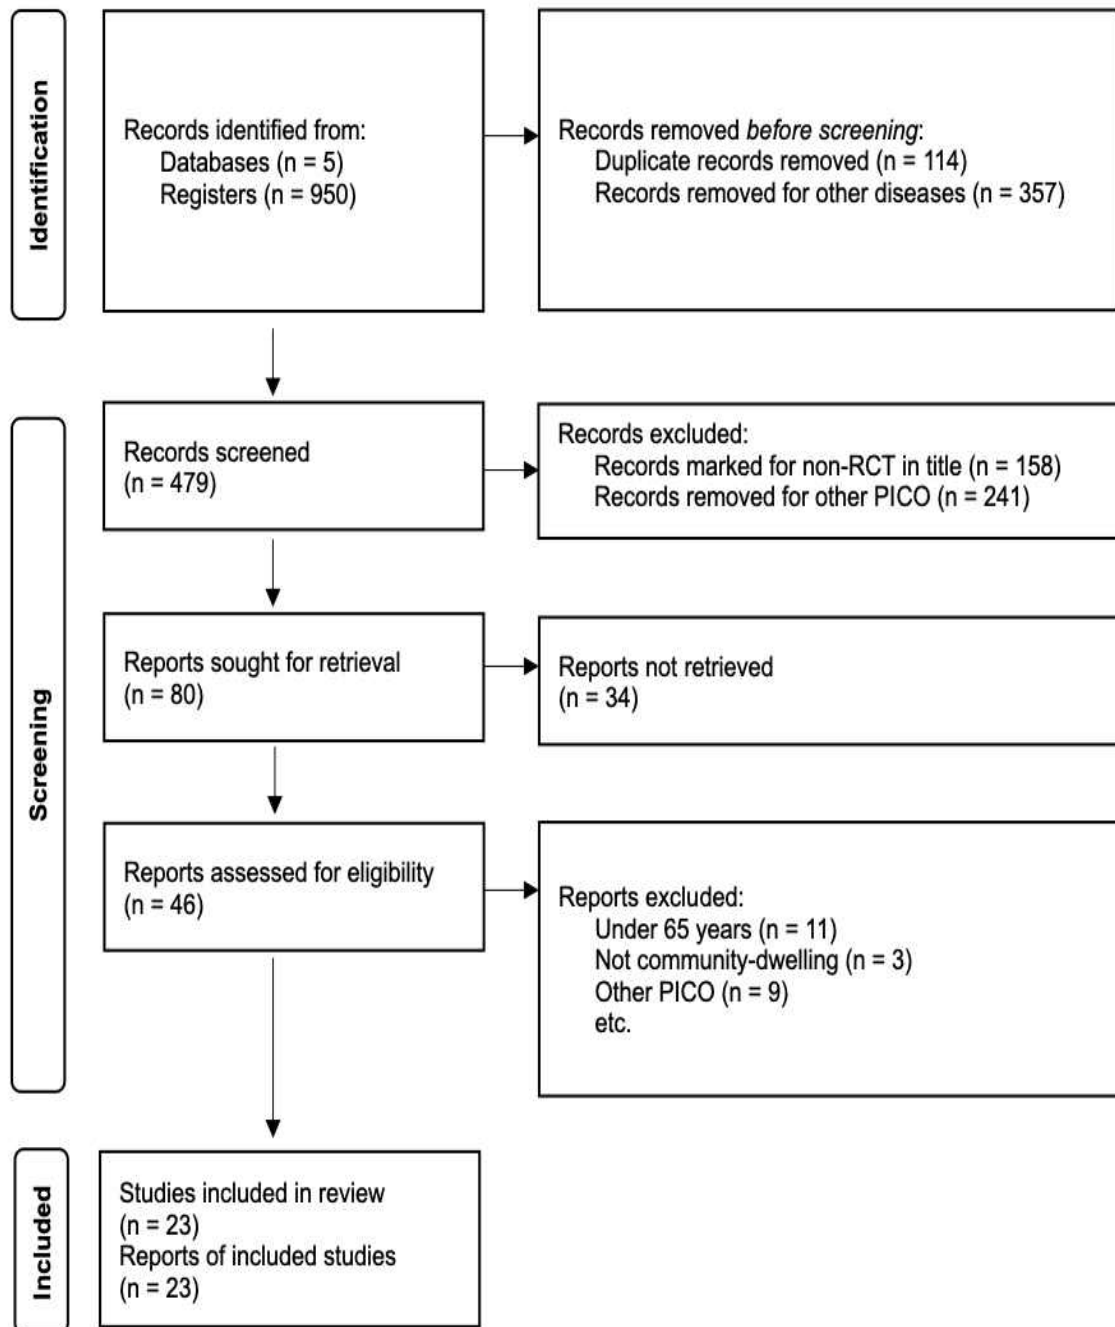 Identification
Records identified from:
Databases (n = 5)
Registers (n = 950)
Records removed before screening:
Duplicate records removed (n = 114)
Records removed for other diseases (n = 357)
Screening
Records screened
(n = 479)
Records excluded:
Records marked for non-RCT in title (n = 158)
Records removed for other PICO (n = 241)
Reports sought for retrieval
(n = 80)
Reports not retrieved
(n = 34)
Reports assessed for eligibility
(n = 46)
Reports excluded:
Under 65 years (n = 11)
Not community-dwelling (n = 3)
Other PICO (n = 9)
etc.
Included
Studies included in review
(n = 23)
Reports of included studies
(n = 23)